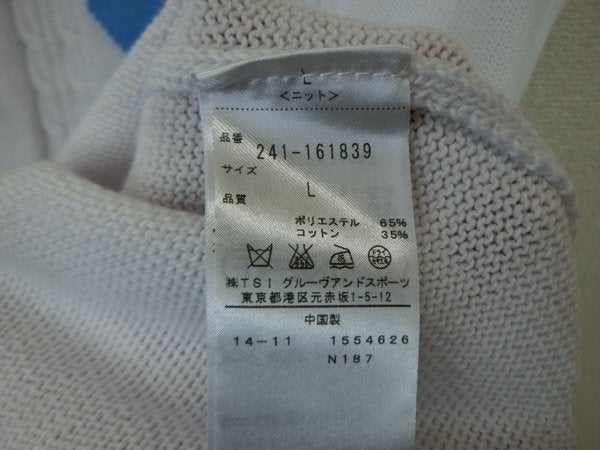 L
<ニット>
品番
241-161839
サイズ
L
品質
ポリエステル 65%
コットン 35%
㈱TSI グルーヴアンドスポーツ
東京都港区元赤坂1-5-12
中国製
14-11 1554626
N187